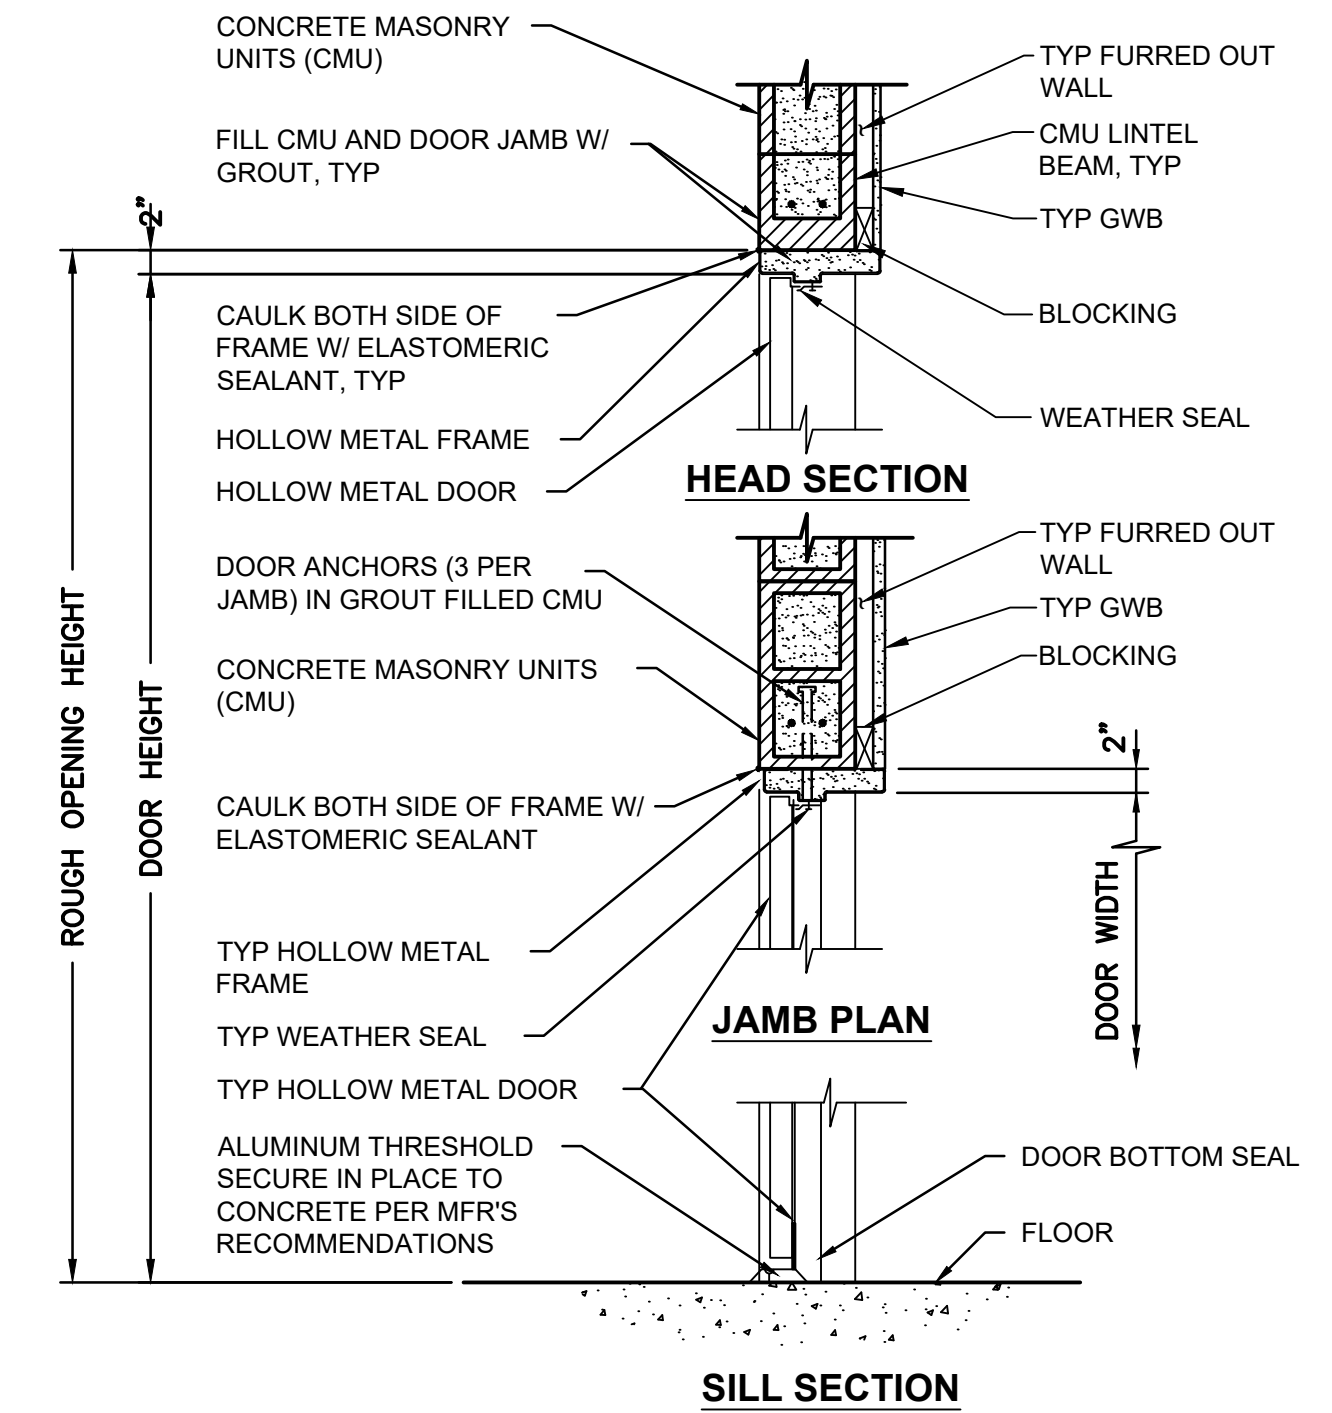 CONCRETE MASONRY
UNITS (CMU)
FILL CMU AND DOOR JAMB W/
GROUT, TYP
2"
CAULK BOTH SIDE OF
FRAME W/ ELASTOMERIC
SEALANT, TYP
HOLLOW METAL FRAME
HOLLOW METAL DOOR
TYP FURRED OUT
WALL
CMU LINTEL
BEAM, TYP
TYP GWB
BLOCKING
WEATHER SEAL
HEAD SECTION
ROUGH OPENING HEIGHT
DOOR HEIGHT
DOOR ANCHORS (3 PER
JAMB) IN GROUT FILLED CMU
CONCRETE MASONRY UNITS
(CMU)
CAULK BOTH SIDE OF FRAME W/
ELASTOMERIC SEALANT
TYP HOLLOW METAL
FRAME
TYP WEATHER SEAL
TYP HOLLOW METAL DOOR
TYP FURRED OUT
WALL
TYP GWB
BLOCKING
2"
DOOR WIDTH
JAMB PLAN
ALUMINUM THRESHOLD
SECURE IN PLACE TO
CONCRETE PER MFR'S
RECOMMENDATIONS
DOOR BOTTOM SEAL
FLOOR
SILL SECTION